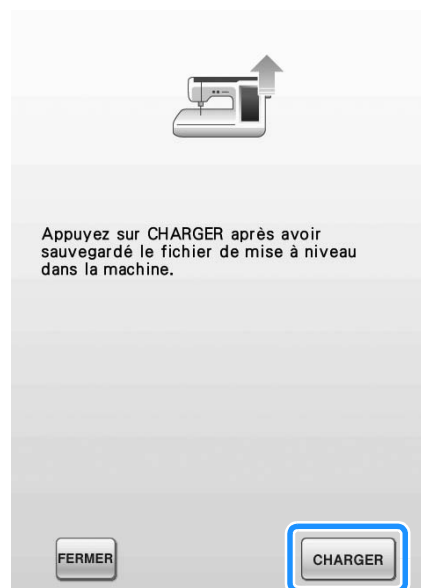 Appuyez sur CHARGER après avoir
sauvegardé le fichier de mise à niveau
dans la machine.
FERMER
CHARGER